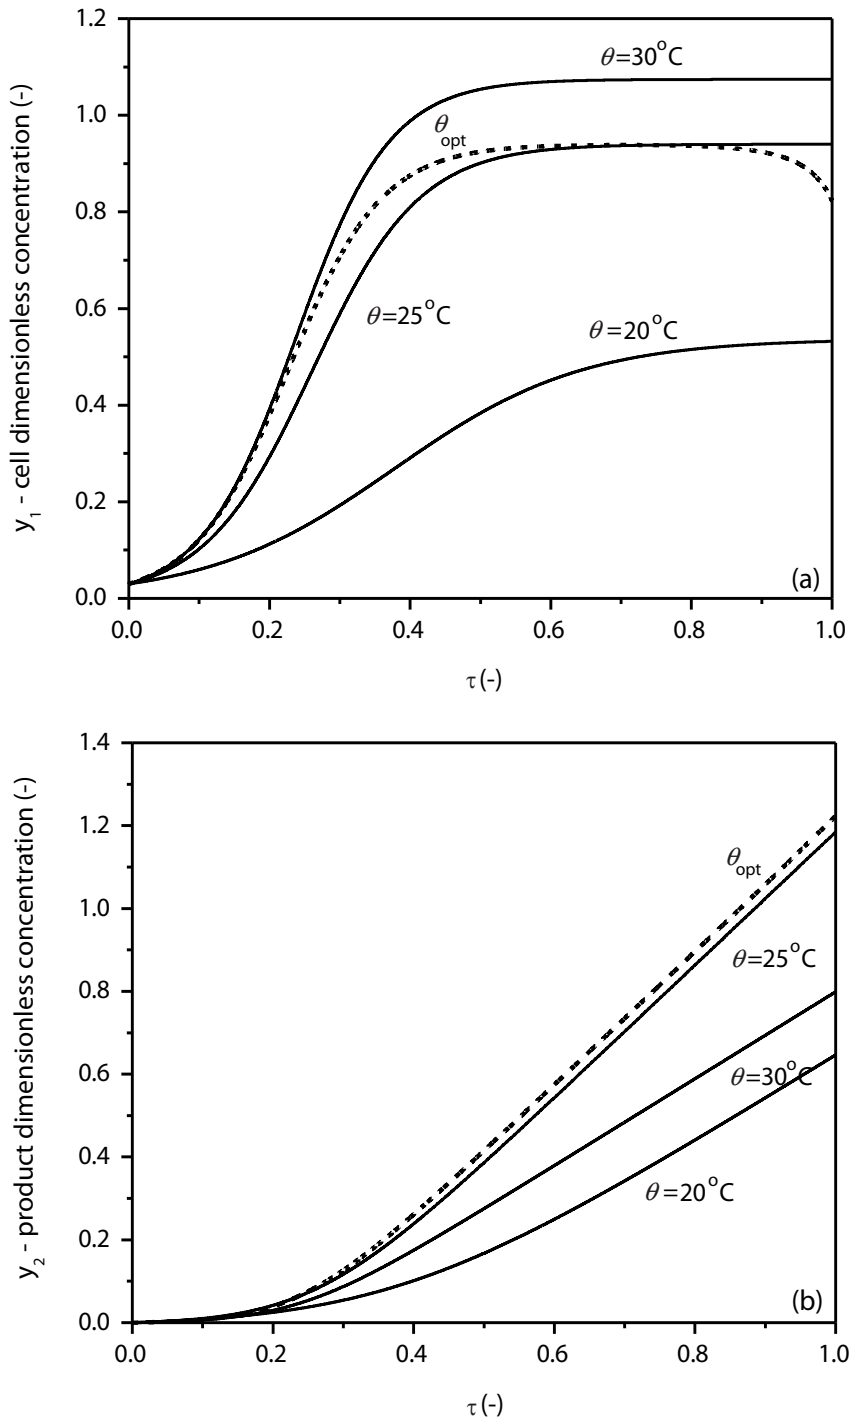 1.2
1.0
0.8
0.6
0.4
0.2
0.0
y1 - cell dimensionless concentration (-)
θ=30°C
θopt
θ=25°C
θ=20°C
(a)
0.0 0.2 0.4 0.6 0.8 1.0
τ (-)
1.4
1.2
1.0
0.8
0.6
0.4
0.2
0.0
y2 - product dimensionless concentration (-)
θopt
θ=25°C
θ=30°C
θ=20°C
(b)
0.0 0.2 0.4 0.6 0.8 1.0
τ (-)